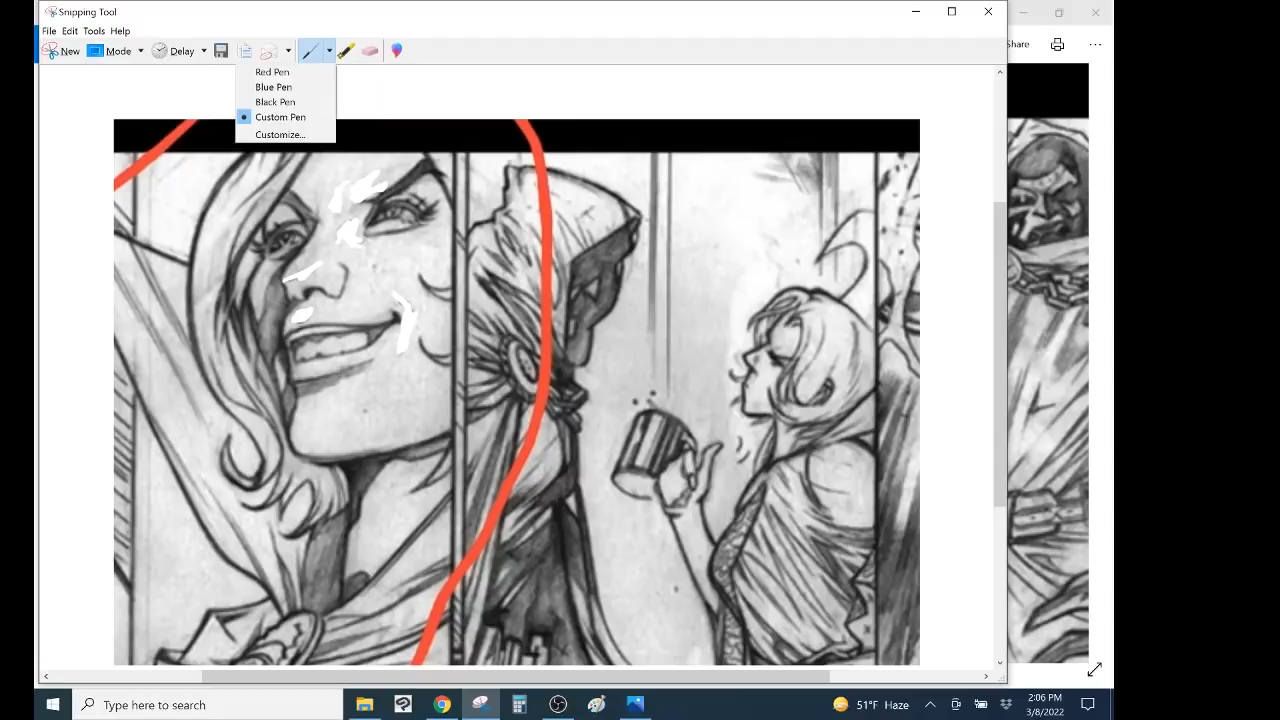 Snipping Tool
File Edit Tools Help
New Mode Delay
Share
Red Pen
Blue Pen
Black Pen
Custom Pen
Customize...
Type here to search
51°F Haze
2:06 PM
3/8/2022